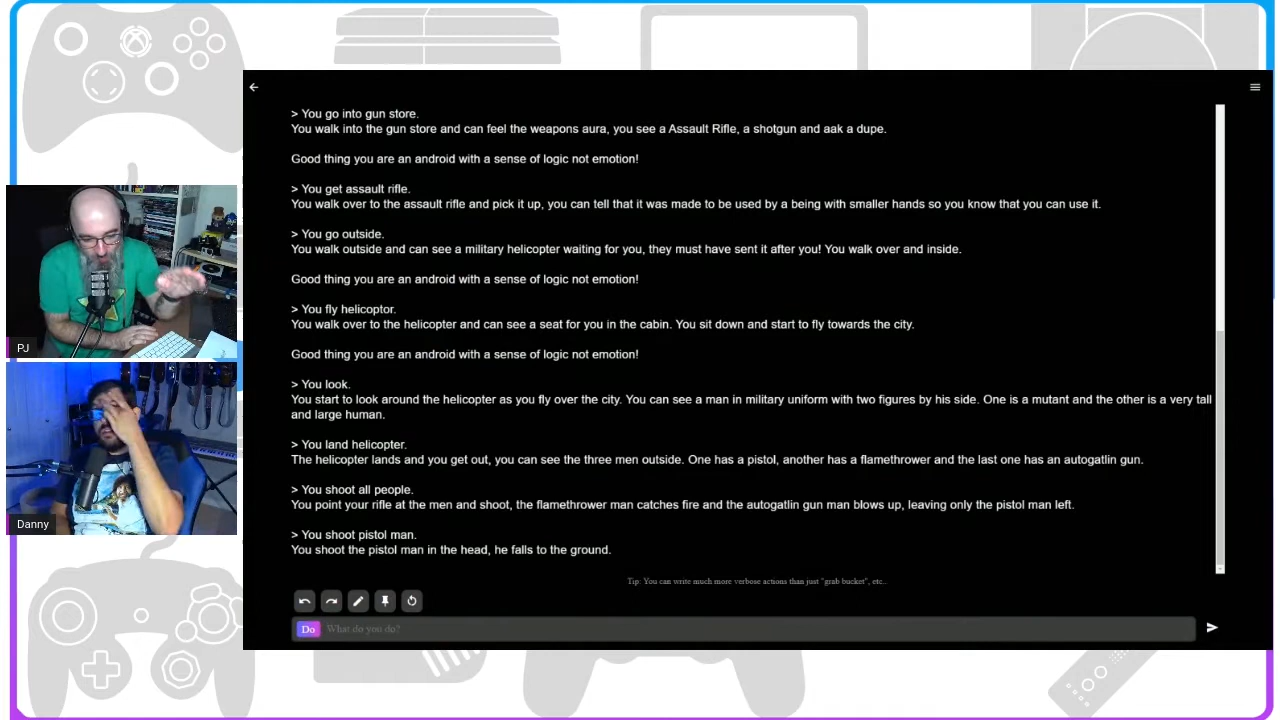 > You go into gun store.
You walk into the gun store and can feel the weapons aura, you see a Assault Rifle, a shotgun and aak a dupe.
Good thing you are an android with a sense of logic not emotion!
> You get assault rifle.
You walk over to the assault rifle and pick it up, you can tell that it was made to be used by a being with smaller hands so you know that you can use it.
> You go outside.
You walk outside and can see a military helicopter waiting for you, they must have sent it after you! You walk over and inside.
Good thing you are an android with a sense of logic not emotion!
> You fly helicoptor.
You walk over to the helicopter and can see a seat for you in the cabin. You sit down and start to fly towards the city.
Good thing you are an android with a sense of logic not emotion!
> You look.
You start to look around the helicopter as you fly over the city. You can see a man in military uniform with two figures by his side. One is a mutant and the other is a very tall
and large human.
> You land helicopter.
The helicopter lands and you get out, you can see the three men outside. One has a pistol, another has a flamethrower and the last one has an autogatlin gun.
> You shoot all people.
You point your rifle at the men and shoot, the flamethrower man catches fire and the autogatlin gun man blows up, leaving only the pistol man left.
> You shoot pistol man.
You shoot the pistol man in the head, he falls to the ground.
Tip: You can write much more verbose actions than just "grab bucket", etc..
Do What do you do?
PJ
Danny